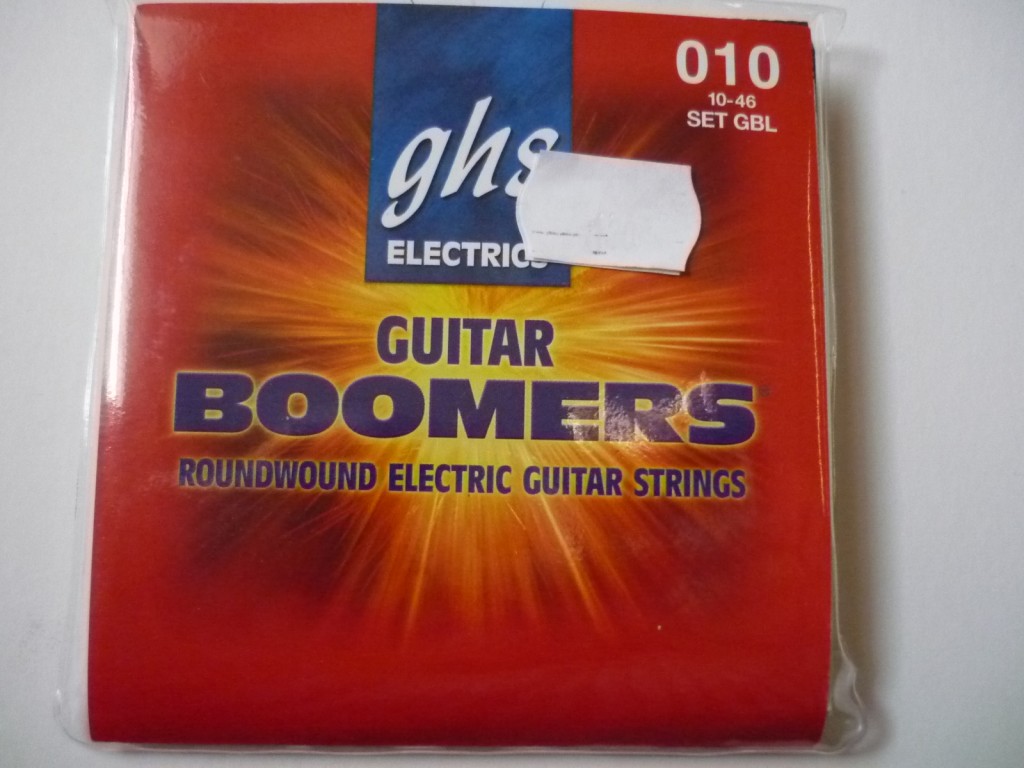 010
10-46
SET GBL
ghs
ELECTRICS
GUITAR
BOOMERS
ROUNDWOUND ELECTRIC GUITAR STRINGS